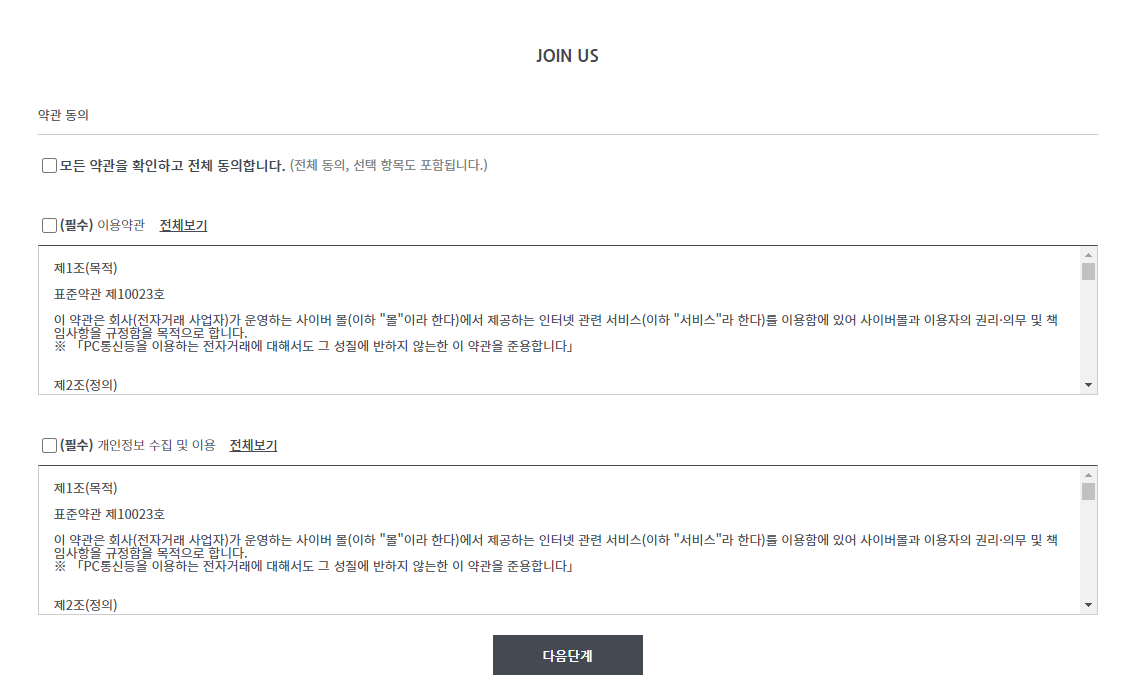 JOIN US
약관 동의
모든 약관을 확인하고 전체 동의합니다. (전체 동의, 선택 항목도 포함됩니다.)
(필수) 이용약관 전체보기
제1조(목적)
표준약관 제10023호
이 약관은 회사(전자거래 사업자)가 운영하는 사이버 몰(이하 "몰"이라 한다)에서 제공하는 인터넷 관련 서비스(이하 "서비스"라 한다)를 이용함에 있어 사이버몰과 이용자의 권리·의무 및 책
임사항을 규정함을 목적으로 합니다.
※ 「PC통신등을 이용하는 전자거래에 대해서도 그 성질에 반하지 않는한 이 약관을 준용합니다」
제2조(정의)
(필수) 개인정보 수집 및 이용 전체보기
제1조(목적)
표준약관 제10023호
이 약관은 회사(전자거래 사업자)가 운영하는 사이버 몰(이하 "몰"이라 한다)에서 제공하는 인터넷 관련 서비스(이하 "서비스"라 한다)를 이용함에 있어 사이버몰과 이용자의 권리·의무 및 책
임사항을 규정함을 목적으로 합니다.
※ 「PC통신등을 이용하는 전자거래에 대해서도 그 성질에 반하지 않는한 이 약관을 준용합니다」
제2조(정의)
다음단계